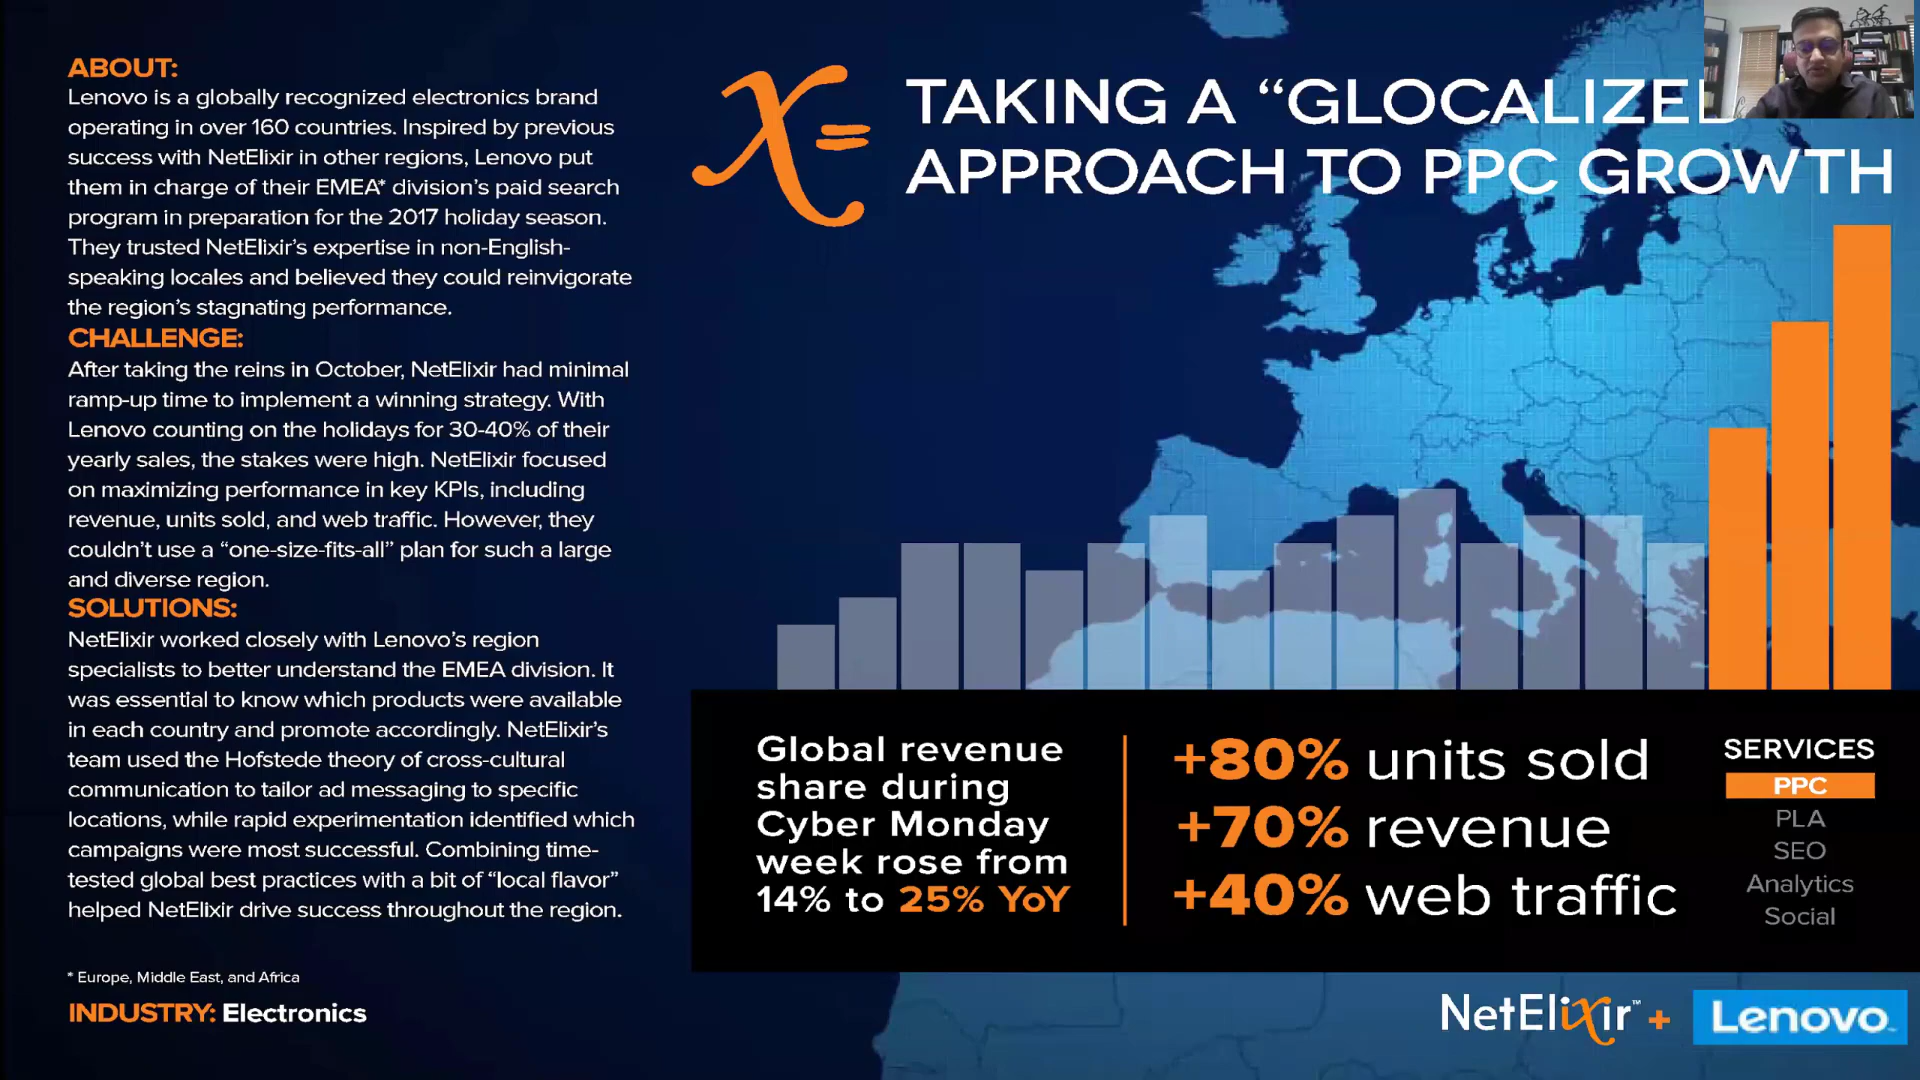 ABOUT:
Lenovo is a globally recognized electronics brand
operating in over 160 countries. Inspired by previous
success with NetElixir in other regions, Lenovo put
them in charge of their EMEA* division's paid search
program in preparation for the 2017 holiday season.
They trusted NetElixir's expertise in non-English-
speaking locales and believed they could reinvigorate
the region's stagnating performance.
CHALLENGE:
After taking the reins in October, NetElixir had minimal
ramp-up time to implement a winning strategy. With
Lenovo counting on the holidays for 30-40% of their
yearly sales, the stakes were high. NetElixir focused
on maximizing performance in key KPIs, including
revenue, units sold, and web traffic. However, they
couldn't use a “one-size-fits-all” plan for such a large
and diverse region.
SOLUTIONS:
NetElixir worked closely with Lenovo's region
specialists to better understand the EMEA division. It
was essential to know which products were available
in each country and promote accordingly. NetElixir's
team used the Hofstede theory of cross-cultural
communication to tailor ad messaging to specific
locations, while rapid experimentation identified which
campaigns were most successful. Combining time-
tested global best practices with a bit of “local flavor”
helped NetElixir drive success throughout the region.
* Europe, Middle East, and Africa
INDUSTRY: Electronics
X=
TAKING A “GLOCALIZED
APPROACH TO PPC GROWTH
Global revenue
share during
Cyber Monday
week rose from
14% to 25% YoY
+80% units sold
+70% revenue
+40% web traffic
SERVICES
PPC
PLA
SEO
Analytics
Social
NetElixir™ + Lenovo